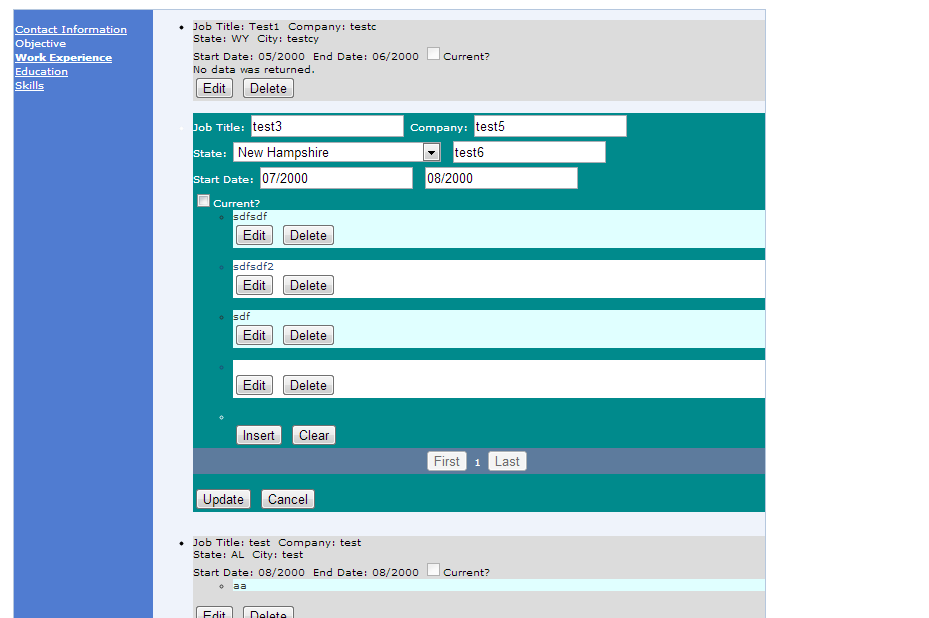 Contact Information
Objective
Work Experience
Education
Skills
Job Title: Test1 Company: testc
State: WY City: testcy
Start Date: 05/2000 End Date: 06/2000 Current?
No data was returned.
Edit Delete
Job Title: test3 Company: test5
State: New Hampshire test6
Start Date: 07/2000 08/2000
Current?
sdfsdf
Edit Delete
sdfsdf2
Edit Delete
sdf
Edit Delete
Edit Delete
Insert Clear
First 1 Last
Update Cancel
Job Title: test Company: test
State: AL City: test
Start Date: 08/2000 End Date: 08/2000 Current?
aa
Edit Delete